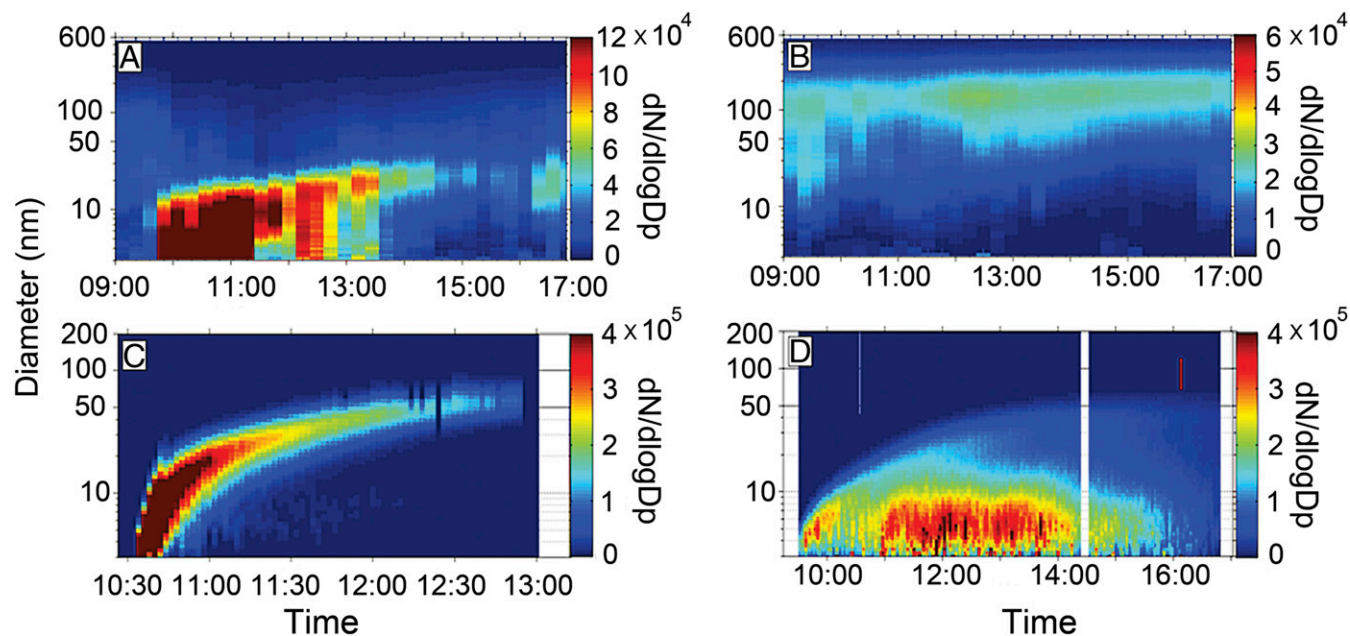 A
600
100
50
10
09:00 11:00 13:00 15:00 17:00
12 × 10⁴
10
8
6
4
2
0
dN/dlogDp
B
600
100
50
10
09:00 11:00 13:00 15:00 17:00
6 × 10⁴
5
4
3
2
1
0
dN/dlogDp
Diameter (nm)
C
200
100
50
10
10:30 11:00 11:30 12:00 12:30 13:00
Time
4 × 10⁵
3
2
1
0
dN/dlogDp
D
200
100
50
10
10:00 12:00 14:00 16:00
Time
4 × 10⁵
3
2
1
0
dN/dlogDp